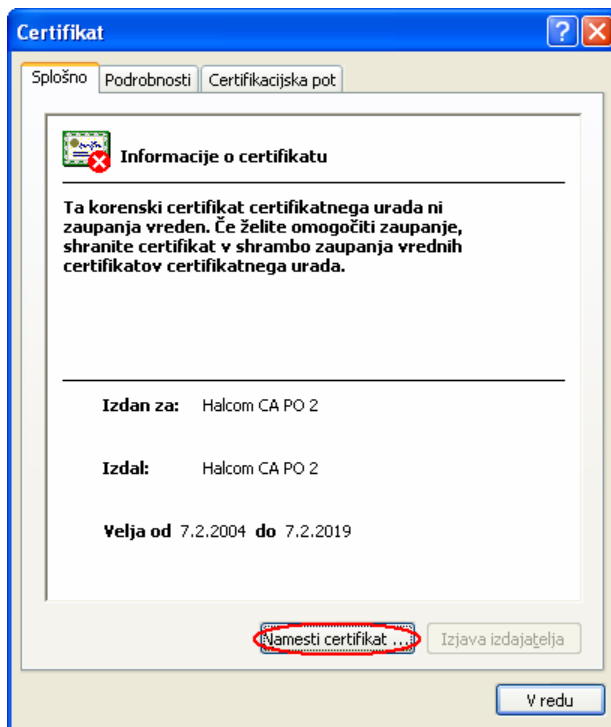 Certifikat
Splošno Podrobnosti Certifikacijska pot
Informacije o certifikatu
Ta korenski certifikat certifikatnega urada ni
zaupanja vreden. Če želite omogočiti zaupanje,
shranite certifikat v shrambo zaupanja vrednih
certifikatov certifikatnega urada.
Izdan za: Halcom CA PO 2
Izdal: Halcom CA PO 2
Velja od 7.2.2004 do 7.2.2019
Namesti certifikat ... Izjava izdajatelja
V redu